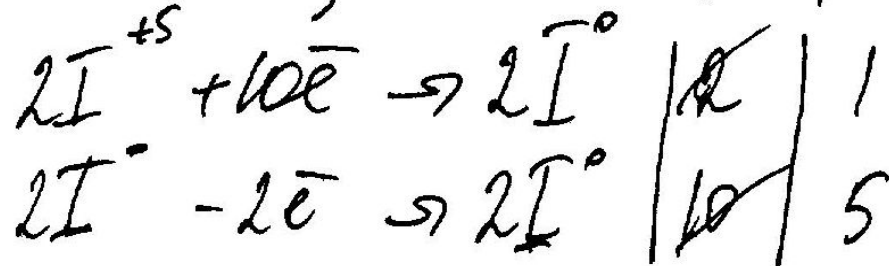 2I⁺⁵ + 10ē → 2I⁰ | 2 | 1
2I⁻ - 2ē → 2I⁰ | 10 | 5